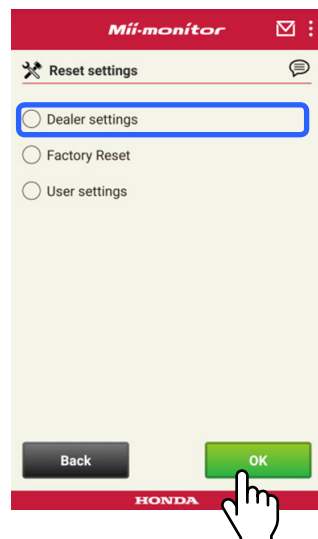 Mii-monitor
Reset settings
Dealer settings
Factory Reset
User settings
Back
OK
HONDA